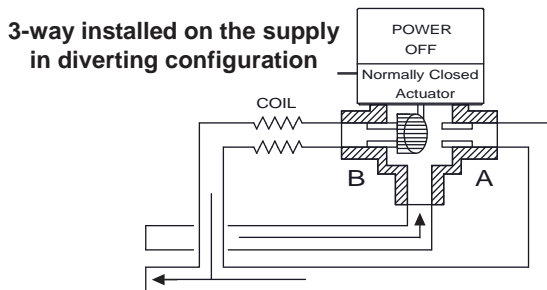 3-way installed on the supply
in diverting configuration
POWER
OFF
Normally Closed
Actuator
COIL
B
A